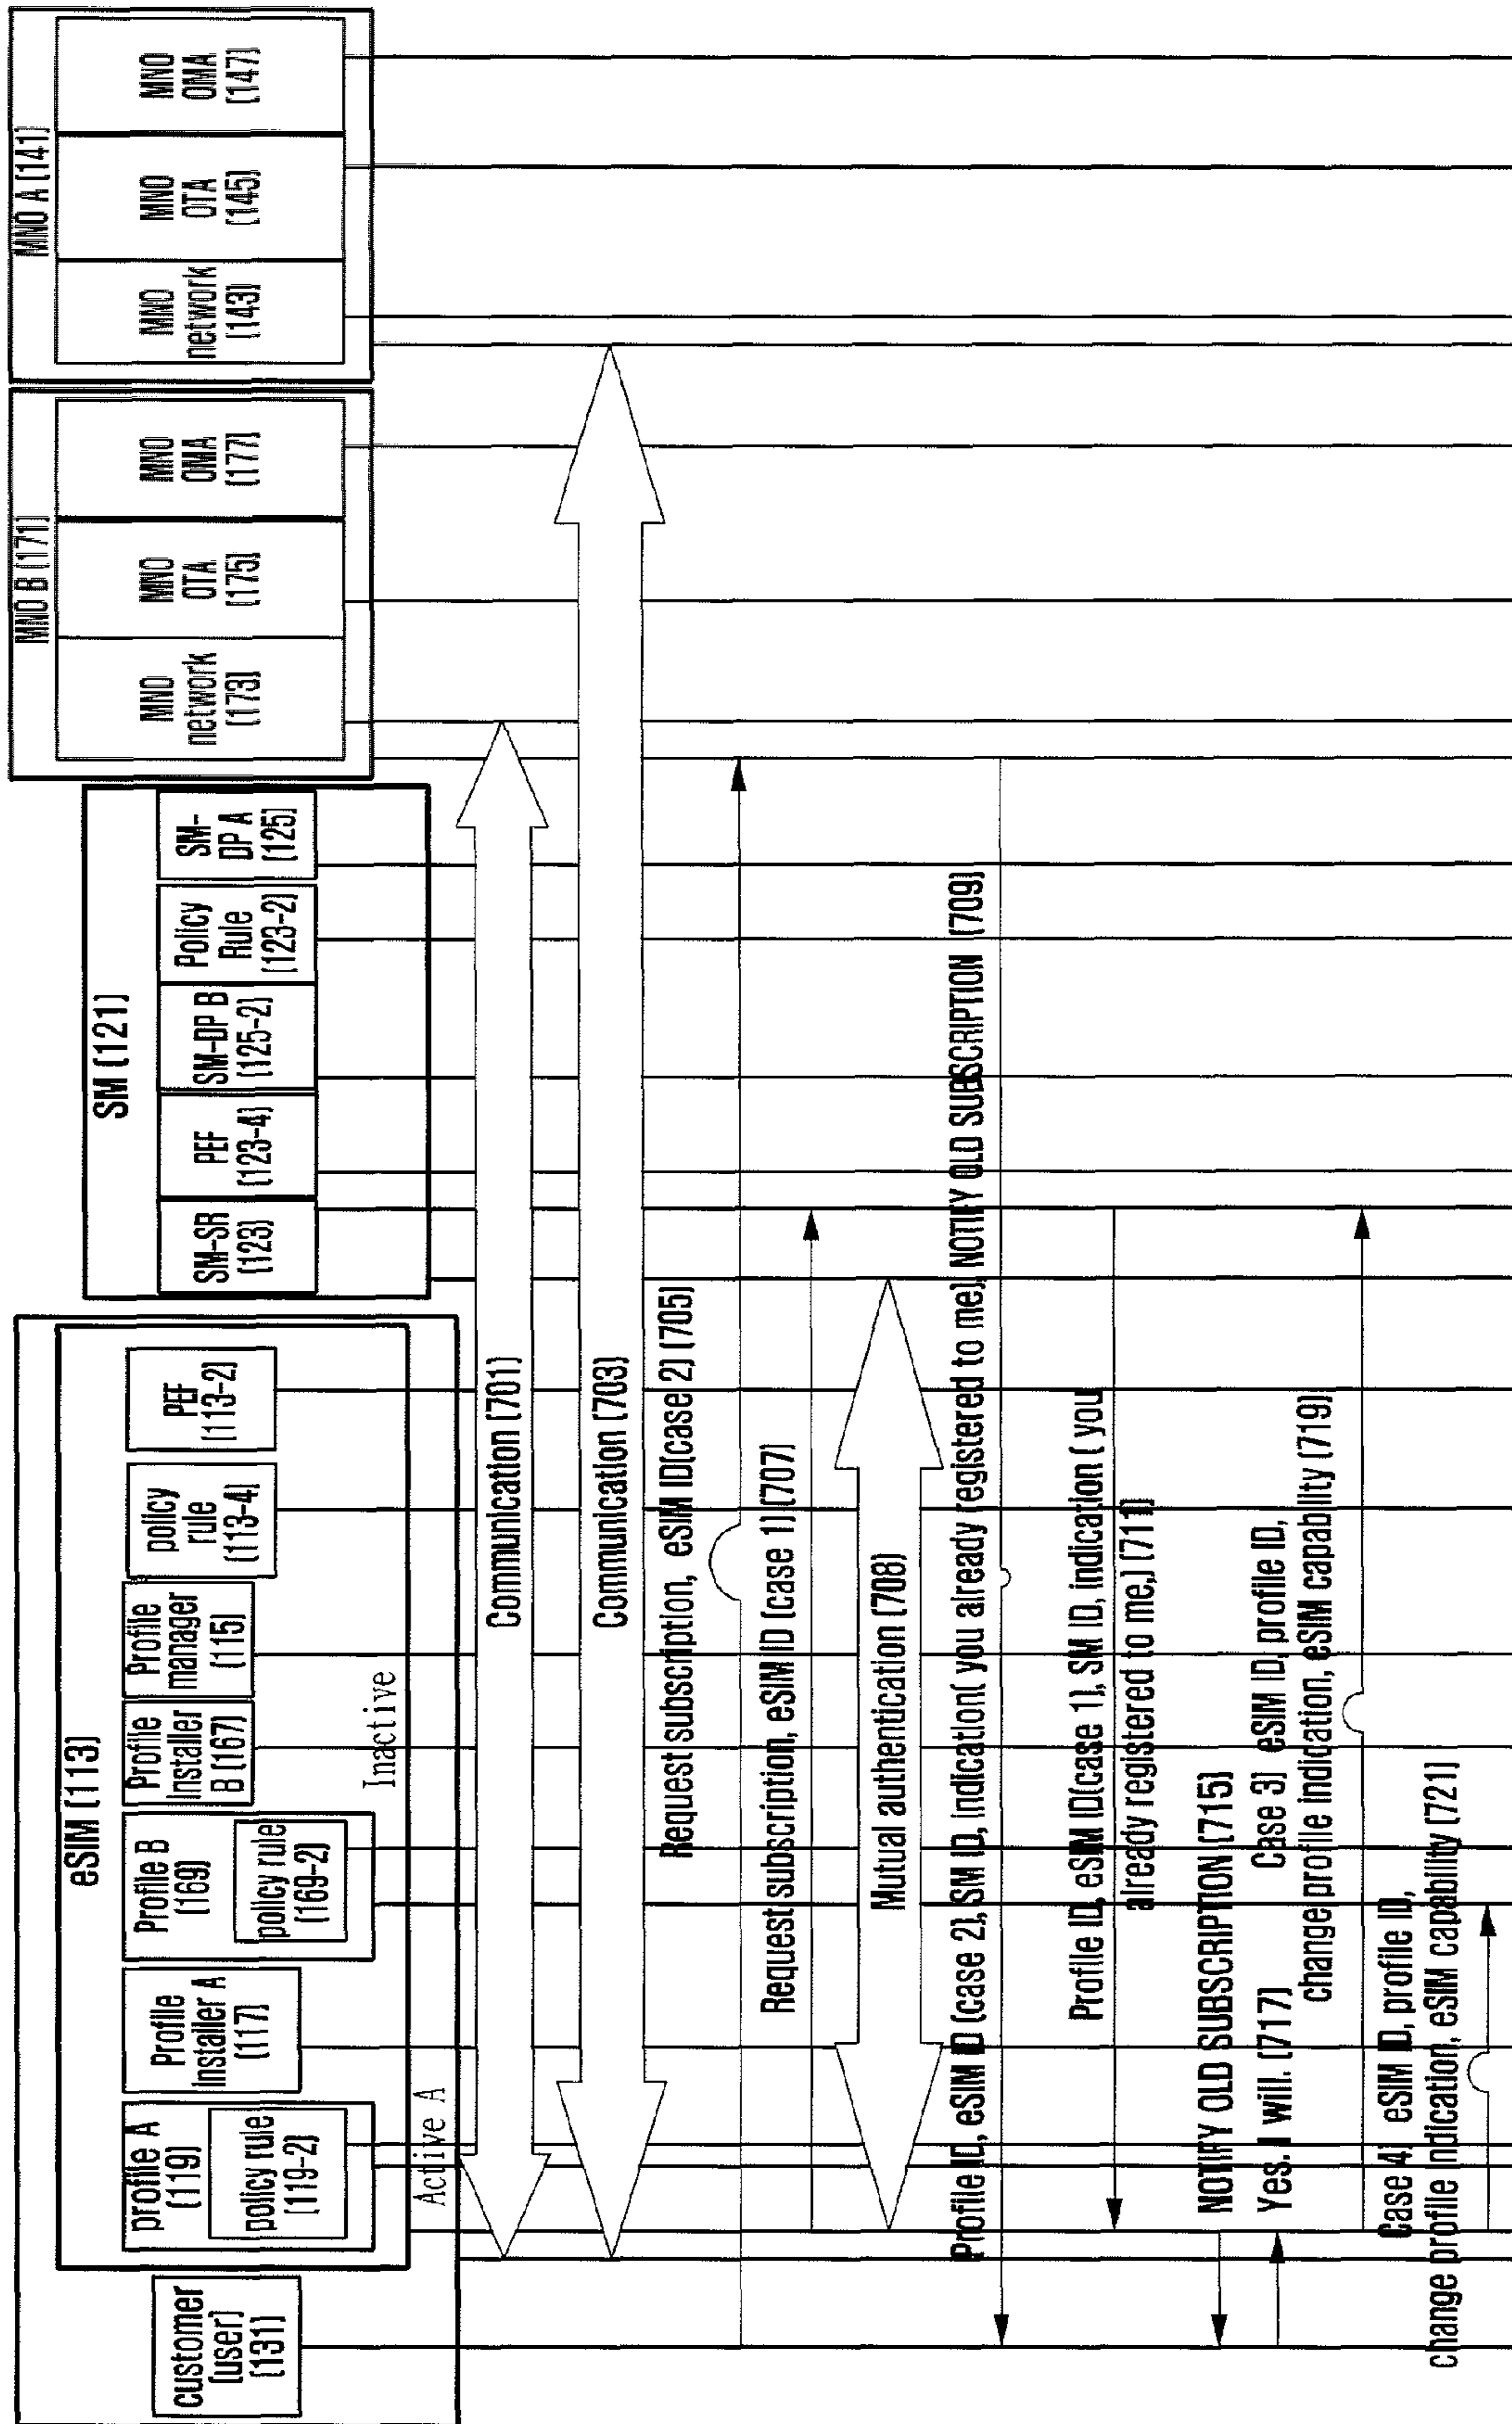 eSIM (113)
customer
(user)
(131)
profile A
(119)
policy rule
(119-2)
Profile
installer A
(117)
Profile B
(169)
policy rule
(169-2)
Profile
installer
B (167)
Profile
manager
(115)
policy
rule
(113-4)
PEF
(113-2)
Active A
Inactive
SM (121)
SM-SR
(123)
PEF
(123-4)
SM-DP B
(125-2)
Policy
Rule
(123-2)
SM-
DP A
(125)
MNO B (171)
MNO
network
(173)
MNO
OTA
(175)
MNO
OMA
(177)
MNO A (141)
MNO
network
(143)
MNO
OTA
(145)
MNO
OMA
(147)
Communication (701)
Communication (703)
Request subscription, eSIM ID(case 2) (705)
Request subscription, eSIM ID (case 1) (707)
Mutual authentication (708)
Profile ID, eSIM ID (case 2), SM ID, indication( you already registered to me) NOTIFY OLD SUBSCRIPTION (709)
Profile ID, eSIM ID(case 1), SM ID, indication ( you
already registered to me,) (711)
NOTIFY OLD SUBSCRIPTION (715)
Yes. I will. (717)
Case 3) eSIM ID, profile ID,
change profile indication, eSIM capability (719)
Case 4) eSIM ID, profile ID,
change profile indication, eSIM capability (721)